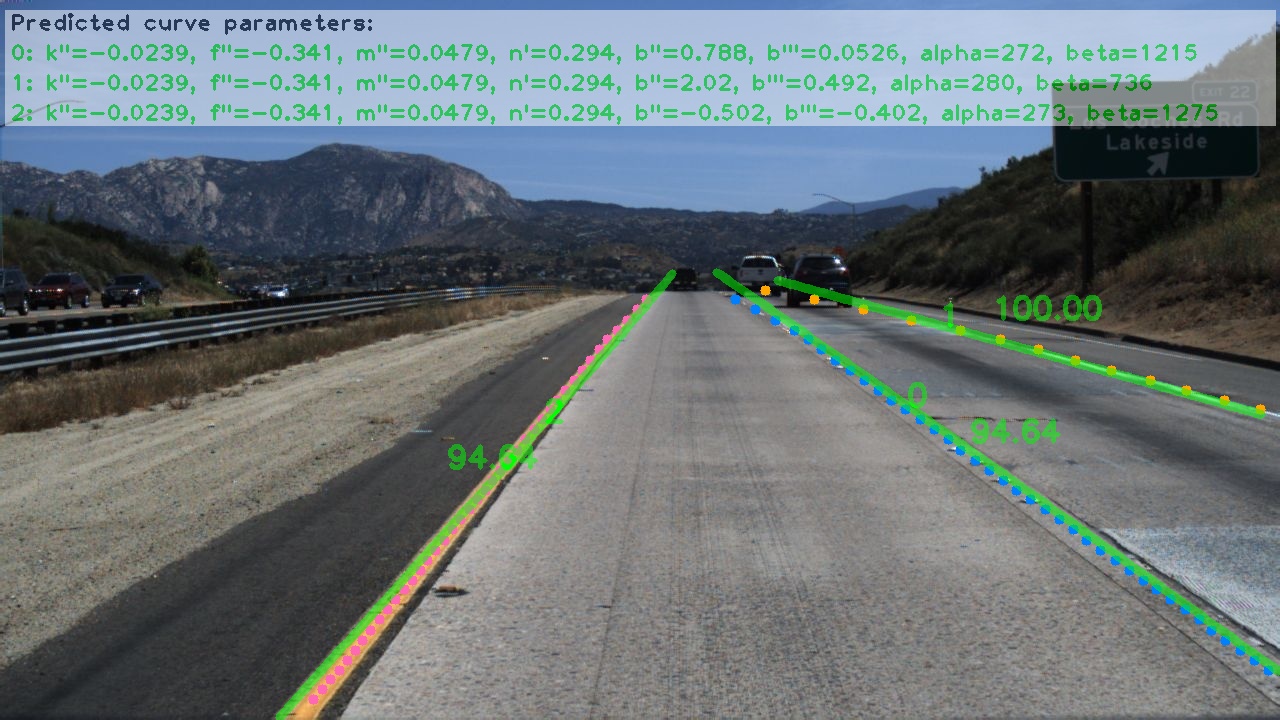 Predicted curve parameters:
0: k''=-0.0239, f''=-0.341, m''=0.0479, n'=0.294, b''=0.788, b'''=0.0526, alpha=272, beta=1215
1: k''=-0.0239, f''=-0.341, m''=0.0479, n'=0.294, b''=2.02, b'''=0.492, alpha=280, beta=736
2: k''=-0.0239, f''=-0.341, m''=0.0479, n'=0.294, b''=-0.502, b'''=-0.402, alpha=273, beta=1275
EXIT 22
Rd
Lakeside
1
100.00
0
94.64
2
94.64